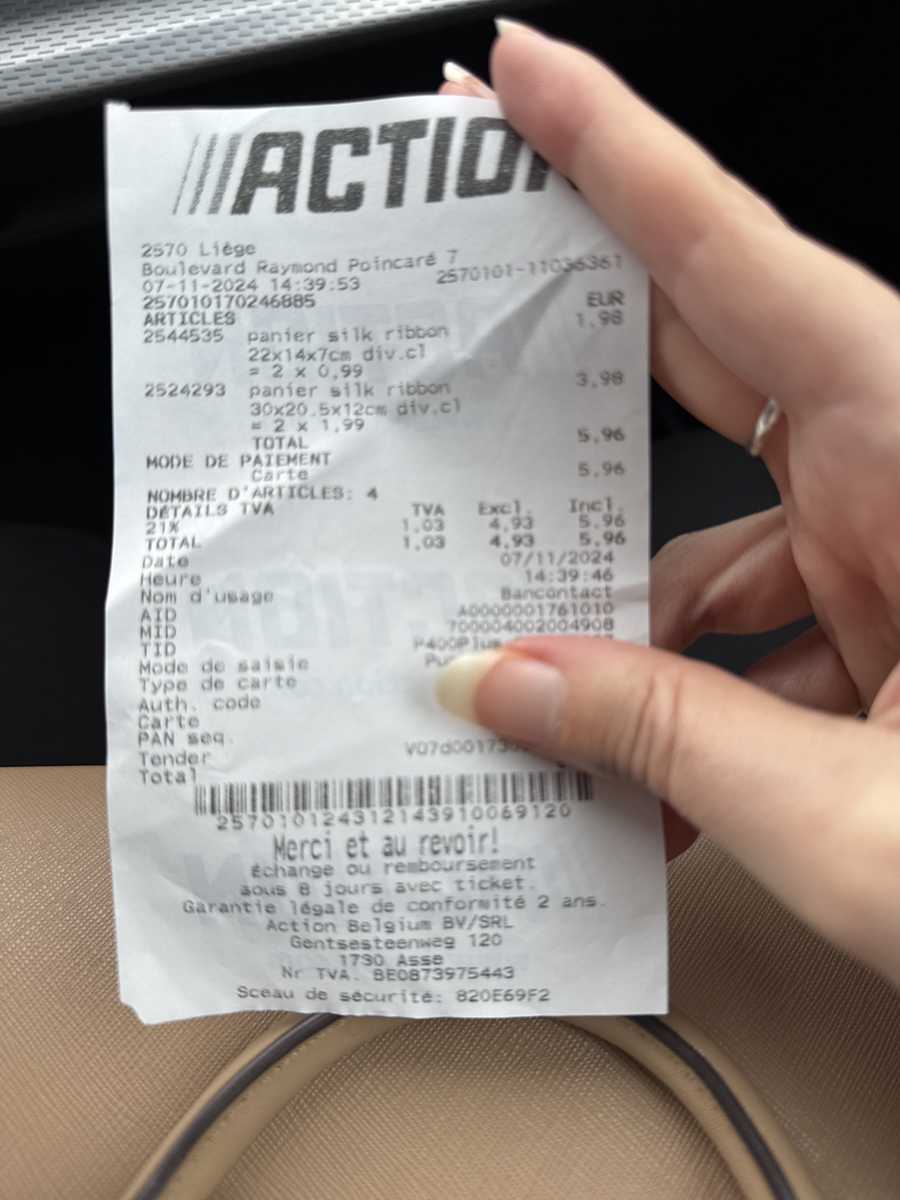 ///ACTION
2570 Liège
Boulevard Raymond Poincaré 7
07-11-2024 14:39:53 2570101-11036361
257010170246885 EUR
ARTICLES 1,98
2544535 panier silk ribbon
22x14x7cm div.cl
= 2 x 0,99
2524293 panier silk ribbon 3,98
30x20,5x12cm div.cl
= 2 x 1,99
TOTAL 5,96
MODE DE PAIEMENT
Carte 5,96
NOMBRE D'ARTICLES: 4
DÉTAILS TVA TVA Excl. Incl.
21% 1,03 4,93 5,96
TOTAL 1,03 4,93 5,96
Date 07/11/2024
Heure 14:39:46
Nom d'usage Bancontact
AID A0000001761010
MID 700004002004908
TID P400Plus
Mode de saisie
Type de carte
Auth. code
Carte
PAN seq.
Tender
Total
257010124312143910069120
Merci et au revoir!
Échange ou remboursement
sous 8 jours avec ticket.
Garantie légale de conformité 2 ans.
Action Belgium BV/SRL
Gentsesteenweg 120
1730 Asse
Nr TVA. BE0873975443
Sceau de sécurité: 820E69F2